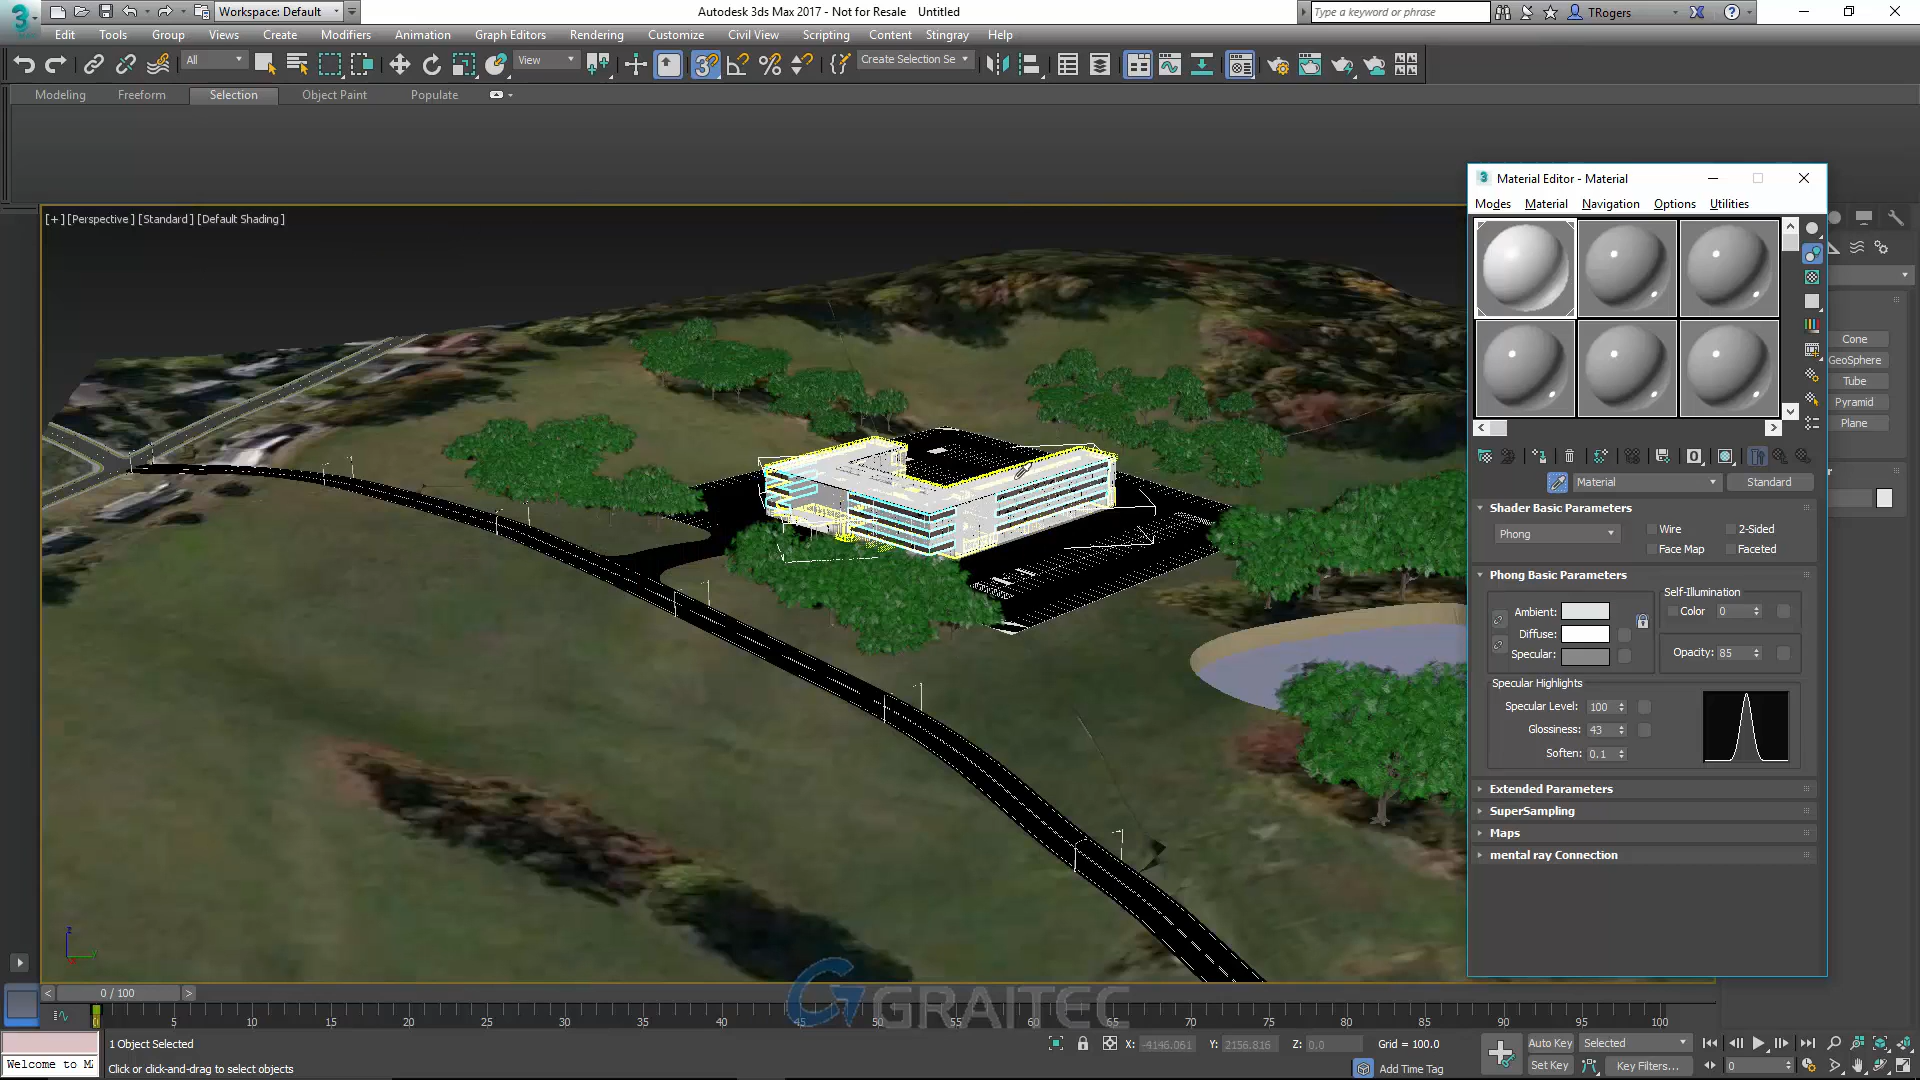 Workspace: Default
Autodesk 3ds Max 2017 - Not for Resale   Untitled
Type a keyword or phrase
TRogers
Edit Tools Group Views Create Modifiers Animation Graph Editors Rendering Customize Civil View Scripting Content Stingray Help
All
View
Create Selection Se
Modeling Freeform Selection Object Paint Populate
[+] [Perspective ] [Standard ] [Default Shading ]
Material Editor - Material
Modes Material Navigation Options Utilities
Material
Standard
Shader Basic Parameters
Phong
Wire
2-Sided
Face Map
Faceted
Phong Basic Parameters
Self-Illumination
Ambient:
Color 0
Diffuse:
Specular:
Opacity: 85
Specular Highlights
Specular Level: 100
Glossiness: 43
Soften: 0.1
Extended Parameters
SuperSampling
Maps
mental ray Connection
Cone
GeoSphere
Tube
Pyramid
Plane
0 / 100
GRAITEC
5 10 15 20 25 30 35 40 45 50 55 60 65 70 75 80 85 90 95 100
1 Object Selected
X: -4146.061 Y: 2156.816 Z: 0.0 Grid = 100.0
Auto Key Selected
Welcome to M
Click or click-and-drag to select objects
Add Time Tag
Set Key Key Filters...
0